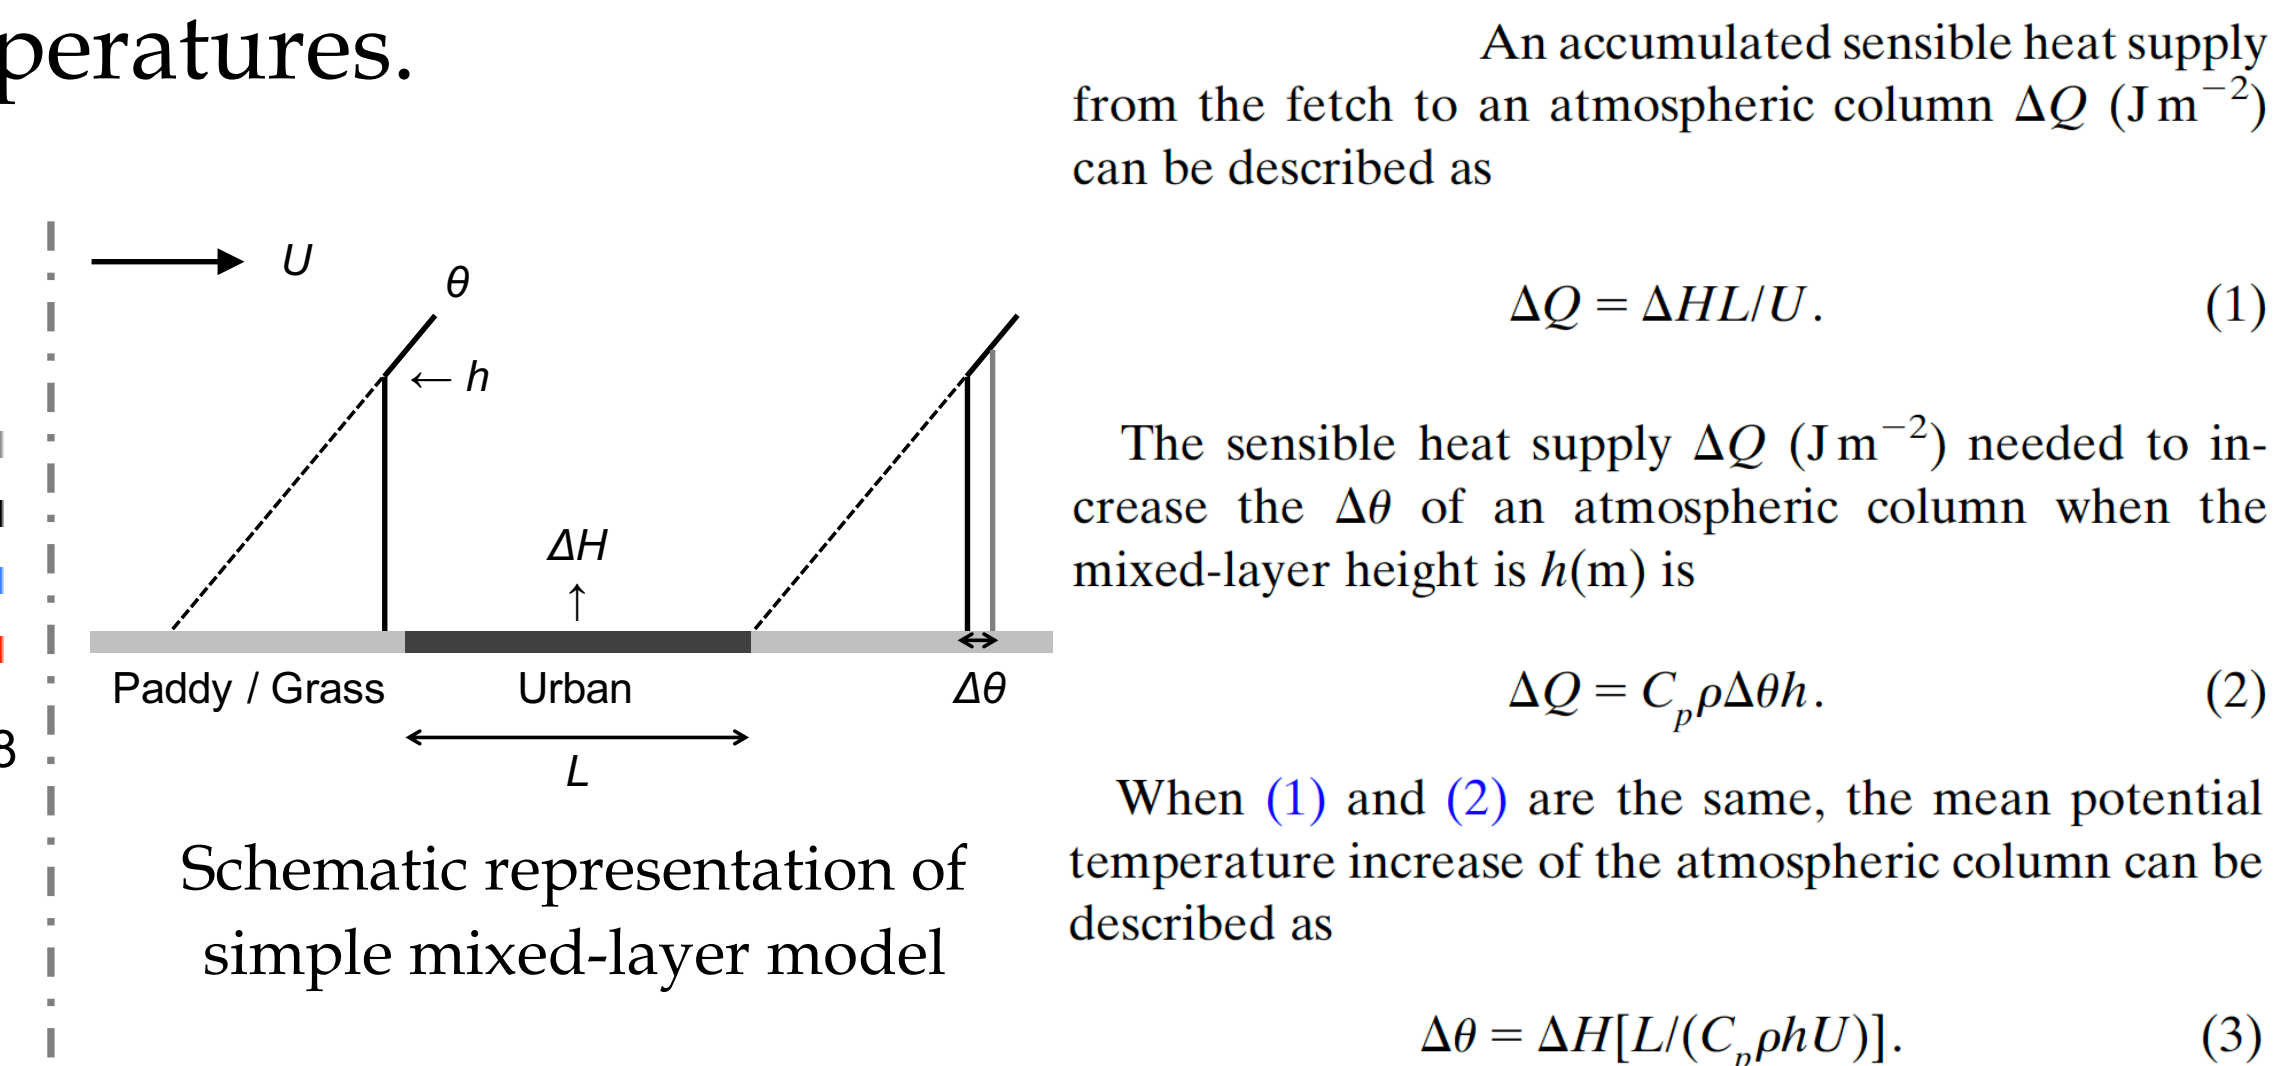 peratures.
U
θ
← h
ΔH
↑
Paddy / Grass
Urban
Δθ
L
8
Schematic representation of
simple mixed-layer model
An accumulated sensible heat supply
from the fetch to an atmospheric column ΔQ (J m⁻²)
can be described as
ΔQ = ΔHL/U. (1)
The sensible heat supply ΔQ (J m⁻²) needed to in-
crease the Δθ of an atmospheric column when the
mixed-layer height is h(m) is
ΔQ = CₚρΔθh. (2)
When (1) and (2) are the same, the mean potential
temperature increase of the atmospheric column can be
described as
Δθ = ΔH[L/(CₚρhU)]. (3)